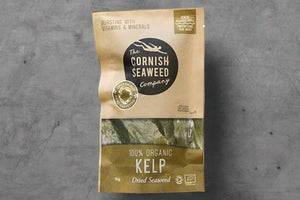 BURSTING WITH
VITAMINS & MINERALS
The
CORNISH
SEAWEED
Company
100% ORGANIC
KELP
Dried Seaweed